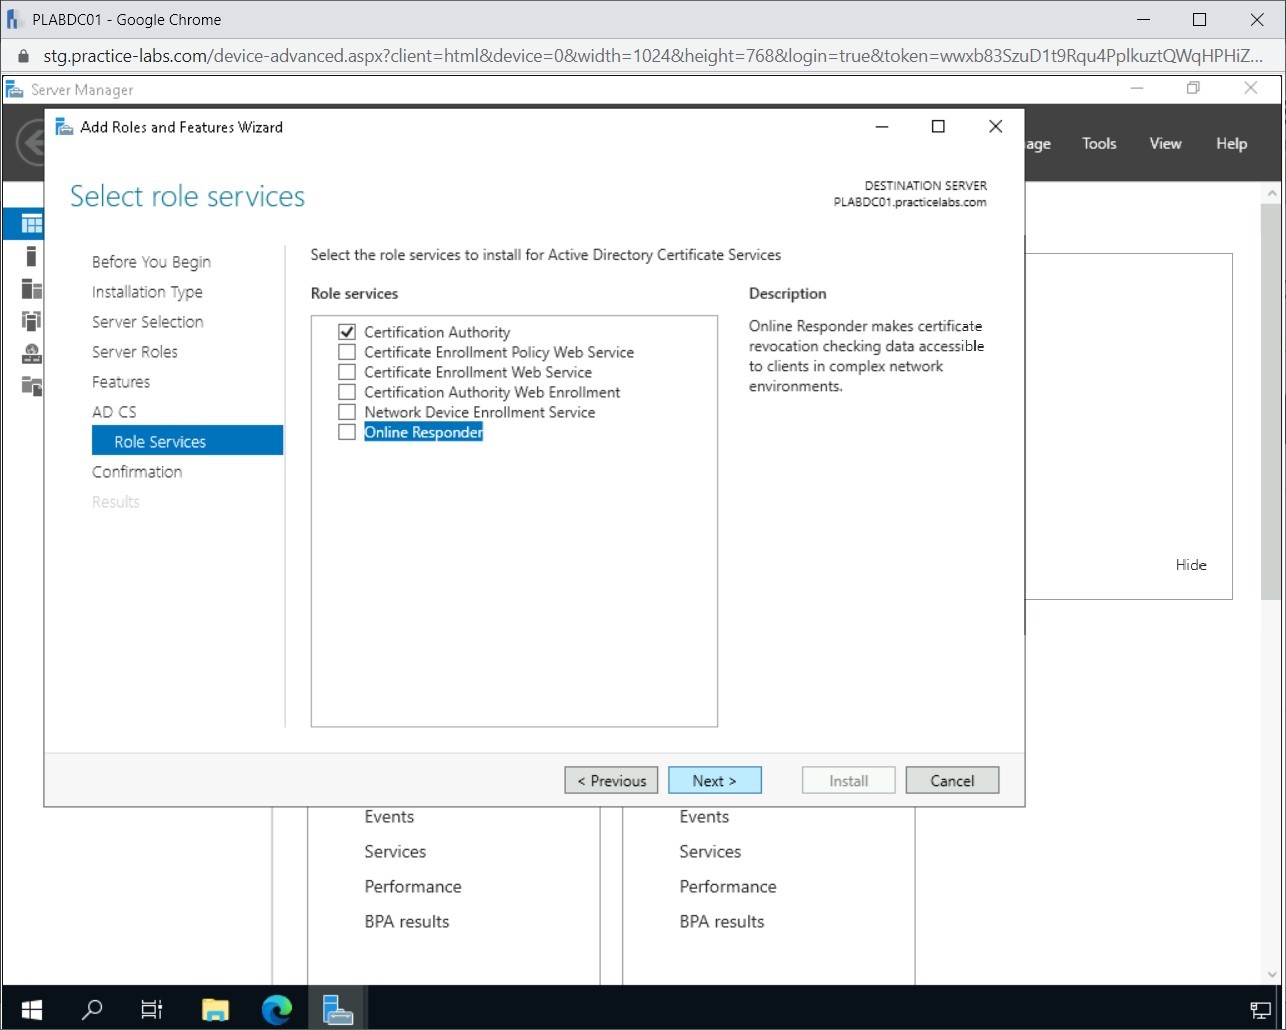 PLABDC01 - Google Chrome
stg.practice-labs.com/device-advanced.aspx?client=html&device=0&width=1024&height=768&login=true&token=wwxb83SzuD1t9Rqu4PplkuztQWqHPHiZ...
Server Manager
Add Roles and Features Wizard
age Tools View Help
Select role services
DESTINATION SERVER
PLABDC01.practicelabs.com
Before You Begin
Installation Type
Server Selection
Server Roles
Features
AD CS
Role Services
Confirmation
Results
Select the role services to install for Active Directory Certificate Services
Role services
Certification Authority
Certificate Enrollment Policy Web Service
Certificate Enrollment Web Service
Certification Authority Web Enrollment
Network Device Enrollment Service
Online Responder
Description
Online Responder makes certificate
revocation checking data accessible
to clients in complex network
environments.
Hide
< Previous
Next >
Install
Cancel
Events
Services
Performance
BPA results
Events
Services
Performance
BPA results